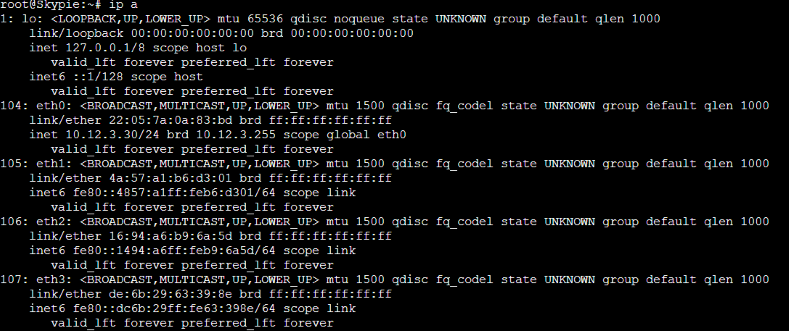 root@Skypie:~# ip a
1: lo: <LOOPBACK,UP,LOWER_UP> mtu 65536 qdisc noqueue state UNKNOWN group default qlen 1000
    link/loopback 00:00:00:00:00:00 brd 00:00:00:00:00:00
    inet 127.0.0.1/8 scope host lo
       valid_lft forever preferred_lft forever
    inet6 ::1/128 scope host
       valid_lft forever preferred_lft forever
104: eth0: <BROADCAST,MULTICAST,UP,LOWER_UP> mtu 1500 qdisc fq_codel state UNKNOWN group default qlen 1000
    link/ether 22:05:7a:0a:83:bd brd ff:ff:ff:ff:ff:ff
    inet 10.12.3.30/24 brd 10.12.3.255 scope global eth0
       valid_lft forever preferred_lft forever
105: eth1: <BROADCAST,MULTICAST,UP,LOWER_UP> mtu 1500 qdisc fq_codel state UNKNOWN group default qlen 1000
    link/ether 4a:57:a1:b6:d3:01 brd ff:ff:ff:ff:ff:ff
    inet6 fe80::4857:a1ff:feb6:d301/64 scope link
       valid_lft forever preferred_lft forever
106: eth2: <BROADCAST,MULTICAST,UP,LOWER_UP> mtu 1500 qdisc fq_codel state UNKNOWN group default qlen 1000
    link/ether 16:94:a6:b9:6a:5d brd ff:ff:ff:ff:ff:ff
    inet6 fe80::1494:a6ff:feb9:6a5d/64 scope link
       valid_lft forever preferred_lft forever
107: eth3: <BROADCAST,MULTICAST,UP,LOWER_UP> mtu 1500 qdisc fq_codel state UNKNOWN group default qlen 1000
    link/ether de:6b:29:63:39:8e brd ff:ff:ff:ff:ff:ff
    inet6 fe80::dc6b:29ff:fe63:398e/64 scope link
       valid_lft forever preferred_lft forever